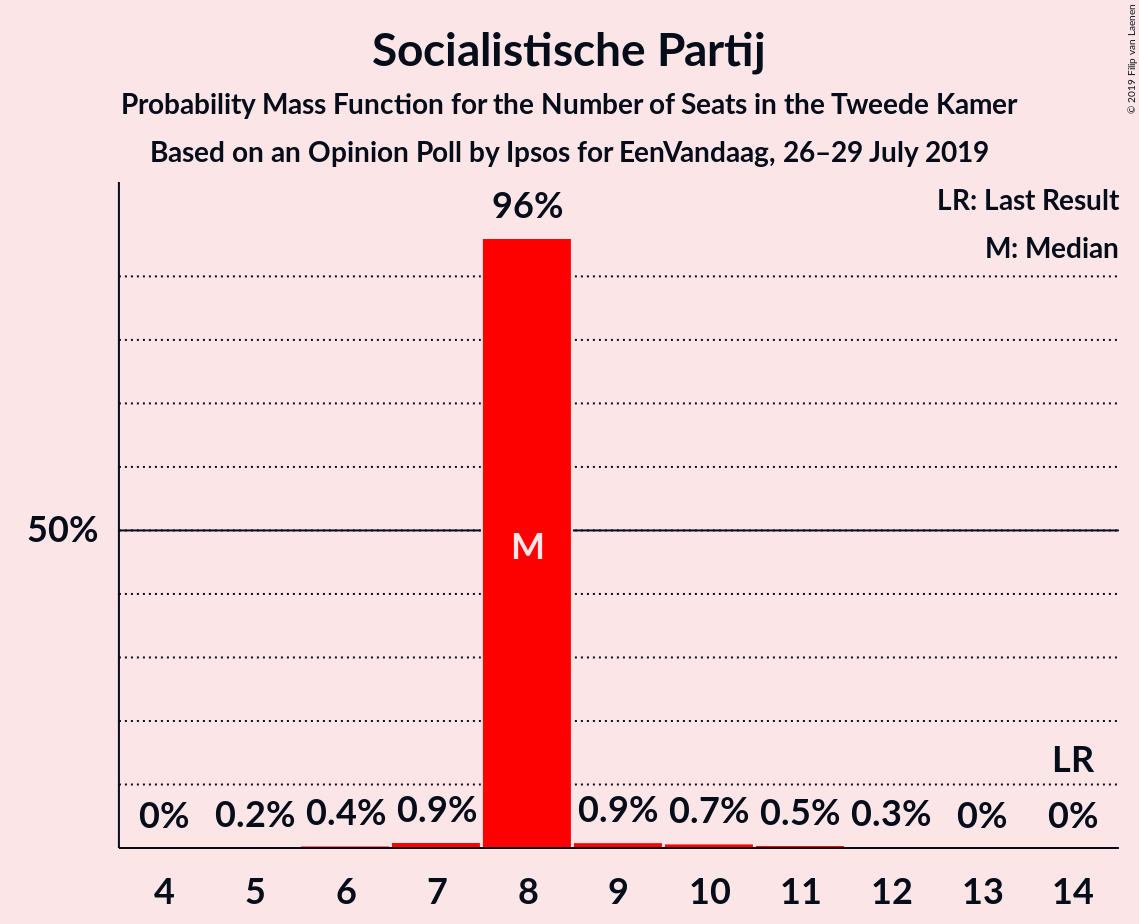 Socialistische Partij
Probability Mass Function for the Number of Seats in the Tweede Kamer
Based on an Opinion Poll by Ipsos for EenVandaag, 26–29 July 2019
© 2019 Filip van Laenen
LR: Last Result
M: Median
96%
50%
M
LR
0% 0.2% 0.4% 0.9% 0.9% 0.7% 0.5% 0.3% 0% 0%
4 5 6 7 8 9 10 11 12 13 14